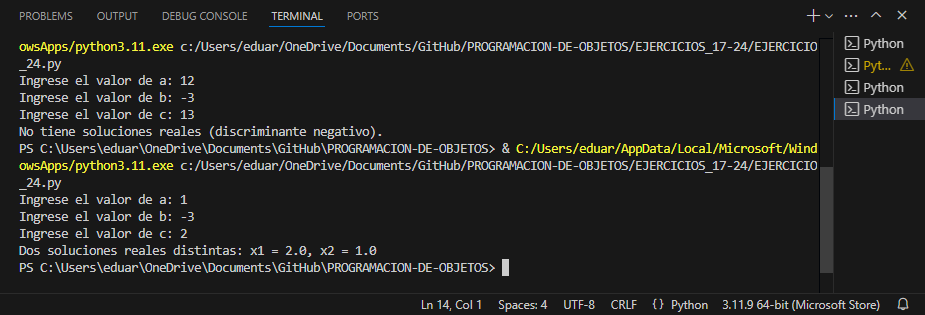 PROBLEMS OUTPUT DEBUG CONSOLE TERMINAL PORTS
owsApps/python3.11.exe c:/Users/eduar/OneDrive/Documents/GitHub/PROGRAMACION-DE-OBJETOS/EJERCICIOS_17-24/EJERCICIO
_24.py
Ingrese el valor de a: 12
Ingrese el valor de b: -3
Ingrese el valor de c: 13
No tiene soluciones reales (discriminante negativo).
PS C:\Users\eduar\OneDrive\Documents\GitHub\PROGRAMACION-DE-OBJETOS> & C:/Users/eduar/AppData/Local/Microsoft/Wind
owsApps/python3.11.exe c:/Users/eduar/OneDrive/Documents/GitHub/PROGRAMACION-DE-OBJETOS/EJERCICIOS_17-24/EJERCICIO
_24.py
Ingrese el valor de a: 1
Ingrese el valor de b: -3
Ingrese el valor de c: 2
Dos soluciones reales distintas: x1 = 2.0, x2 = 1.0
PS C:\Users\eduar\OneDrive\Documents\GitHub\PROGRAMACION-DE-OBJETOS>
Python
Pyt...
Python
Python
Ln 14, Col 1 Spaces: 4 UTF-8 CRLF {} Python 3.11.9 64-bit (Microsoft Store)